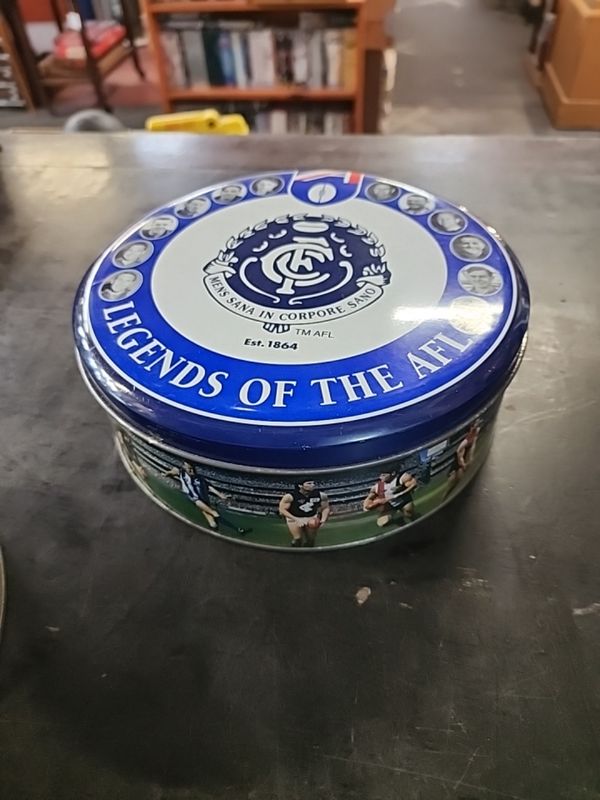 MENS SANA IN CORPORE SANO
TM AFL
Est. 1864
LEGENDS OF THE AFL